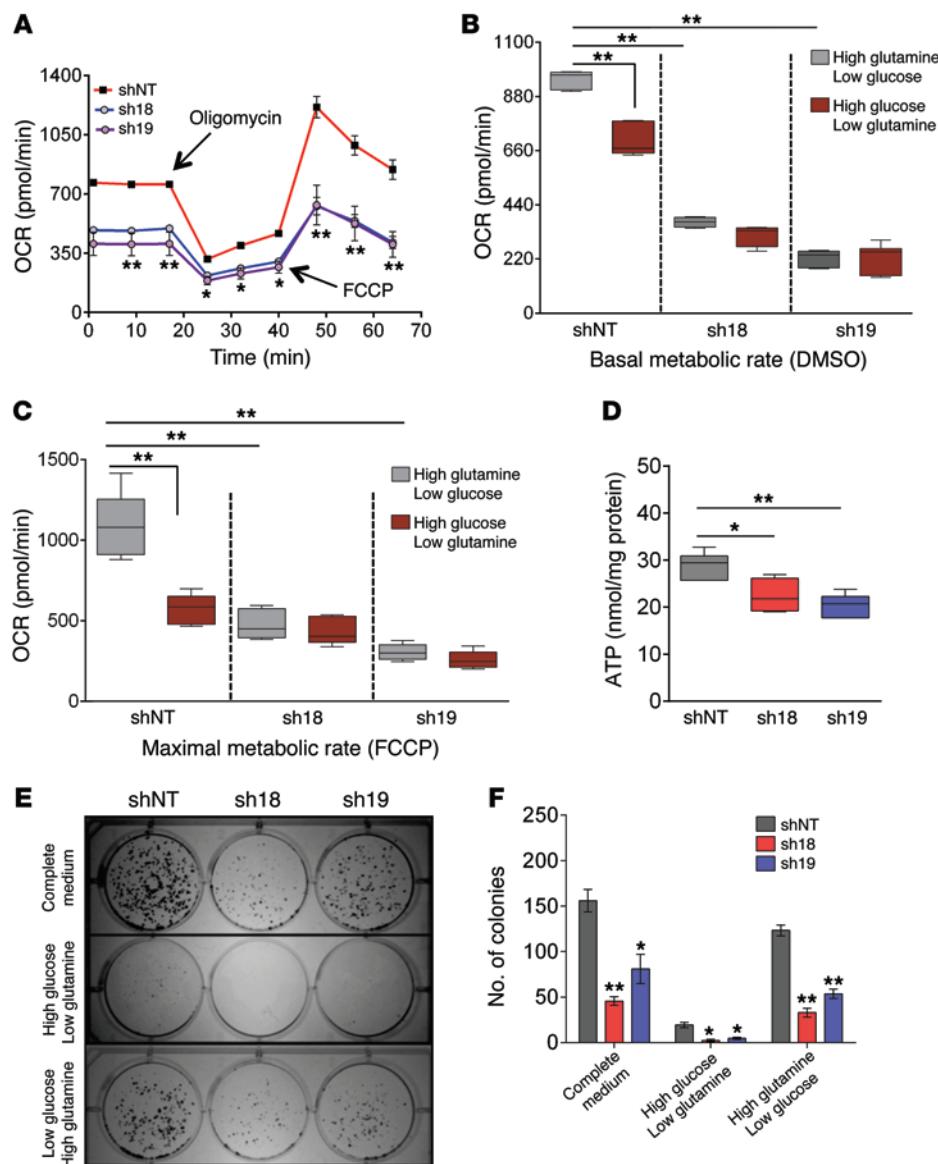 A
1400
1050
700
350
0
OCR (pmol/min)
shNT
sh18
sh19
Oligomycin
FCCP
**
**
*
*
*
**
**
**
0
10
20
30
40
50
60
70
Time (min)
B
1100
880
660
440
220
0
OCR (pmol/min)
**
**
**
High glutamine
Low glucose
High glucose
Low glutamine
shNT
sh18
sh19
Basal metabolic rate (DMSO)
C
1500
1000
500
0
OCR (pmol/min)
**
**
**
High glutamine
Low glucose
High glucose
Low glutamine
shNT
sh18
sh19
Maximal metabolic rate (FCCP)
D
50
40
30
20
10
0
ATP (nmol/mg protein)
**
*
shNT
sh18
sh19
E
shNT
sh18
sh19
Complete
medium
High glucose
Low glutamine
Low glucose
High glutamine
F
250
200
150
100
50
0
No. of colonies
shNT
sh18
sh19
**
*
*
*
**
**
Complete
medium
High glucose
Low glutamine
High glutamine
Low glucose